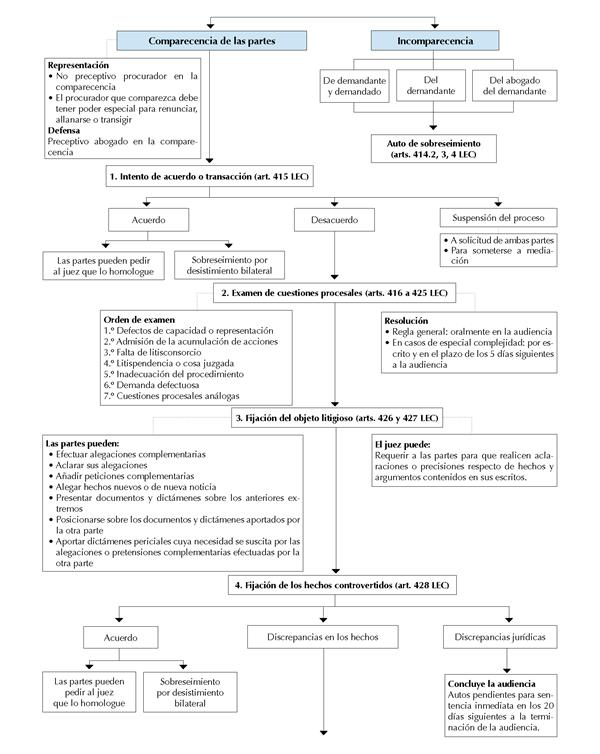 Comparecencia de las partes
Incomparecencia
Representación
• No preceptivo procurador en la
comparecencia
• El procurador que comparezca debe
tener poder especial para renunciar,
allanarse o transigir
Defensa
Preceptivo abogado en la compare-
cencia
De demandante
y demandado
Del
demandante
Del abogado
del demandante
Auto de sobreseimiento
(arts. 414.2, 3, 4 LEC)
1. Intento de acuerdo o transacción (art. 415 LEC)
Acuerdo
Desacuerdo
Suspensión del proceso
Las partes pueden pedir
al juez que lo homologue
Sobreseimiento por
desistimiento bilateral
• A solicitud de ambas partes
• Para someterse a media-
ción
2. Examen de cuestiones procesales (arts. 416 a 425 LEC)
Orden de examen
1.º Defectos de capacidad o representación
2.º Admisión de la acumulación de acciones
3.º Falta de litisconsorcio
4.º Litispendencia o cosa juzgada
5.º Inadecuación del procedimiento
6.º Demanda defectuosa
7.º Cuestiones procesales análogas
Resolución
• Regla general: oralmente en la audiencia
• En casos de especial complejidad: por es-
crito y en el plazo de los 5 días siguientes
a la audiencia
3. Fijación del objeto litigioso (arts. 426 y 427 LEC)
Las partes pueden:
• Efectuar alegaciones complementarias
• Aclarar sus alegaciones
• Añadir peticiones complementarias
• Alegar hechos nuevos o de nueva noticia
• Presentar documentos y dictámenes sobre los anteriores ex-
tremos
• Posicionarse sobre los documentos y dictámenes aportados por
la otra parte
• Aportar dictámenes periciales cuya necesidad se suscita por las
alegaciones o pretensiones complementarias efectuadas por la
otra parte
El juez puede:
Requerir a las partes para que realicen acla-
raciones o precisiones respecto de hechos y
argumentos contenidos en sus escritos.
4. Fijación de los hechos controvertidos (art. 428 LEC)
Acuerdo
Discrepancias en los hechos
Discrepancias jurídicas
Las partes pueden
pedir al juez
que lo homologue
Sobreseimiento
por desistimiento
bilateral
Concluye la audiencia
Autos pendientes para sen-
tencia inmediata en los 20
días siguientes a la termi-
nación de la audiencia.